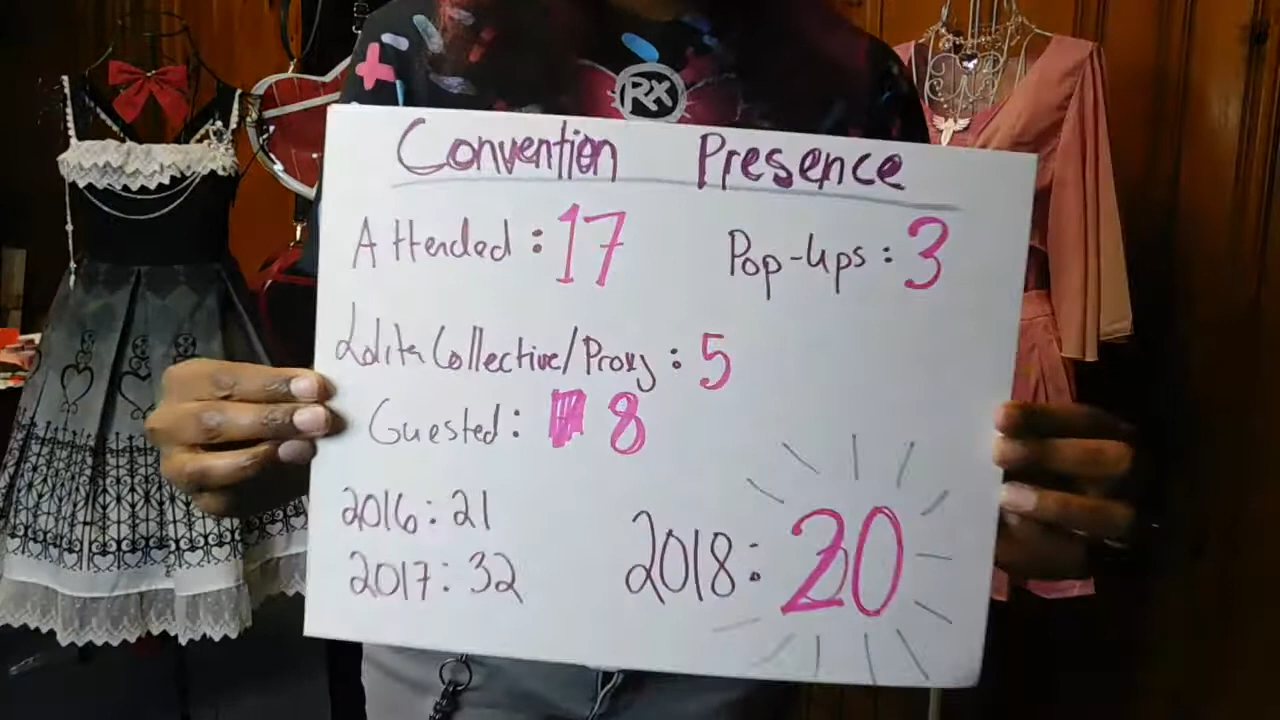 RX
Convention Presence
Attended: 17 Pop-Ups: 3
Lolita Collective/Proxy: 5
Guested: 8
2016: 21
2017: 32
2018: 20